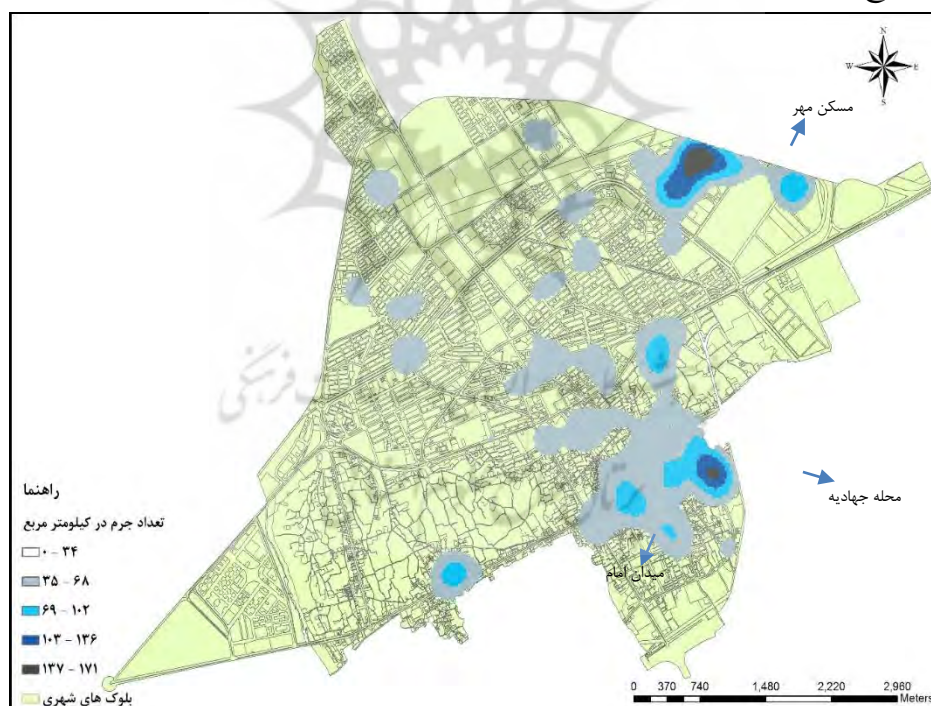 N
W E
S
مسکن مهر
محله جهادیه
میدان امام
فرهنگی
راهنما
تعداد جرم در کیلومتر مربع
۰ - ۳۴
۳۵ - ۶۸
۶۹ - ۱۰۲
۱۰۳ - ۱۳۶
۱۳۷ - ۱۷۱
بلوک های شهری
0 370 740 1,480 2,220 2,960
Meters